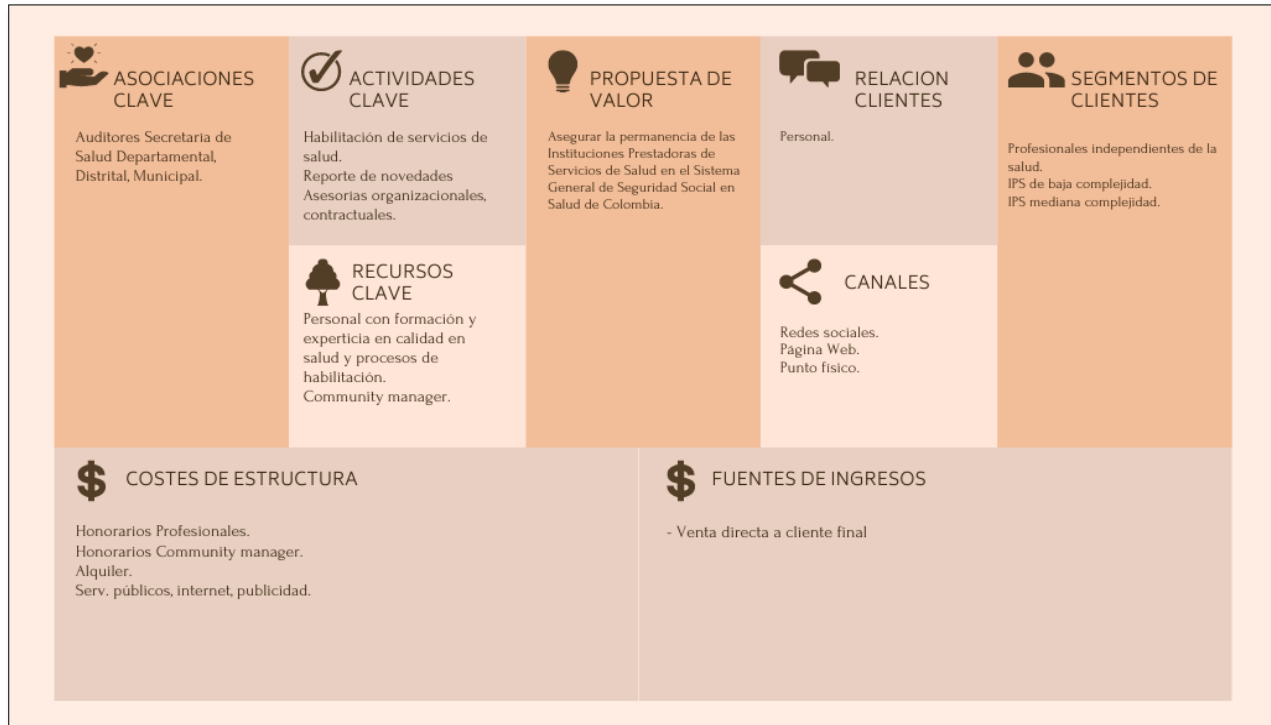 ASOCIACIONES
CLAVE
Auditores Secretaria de
Salud Departamental,
Distrital, Municipal.
ACTIVIDADES
CLAVE
Habilitación de servicios de
salud.
Reporte de novedades
Asesorias organizacionales,
contractuales.
RECURSOS
CLAVE
Personal con formación y
experticia en calidad en
salud y procesos de
habilitación.
Community manager.
PROPUESTA DE
VALOR
Asegurar la permanencia de las
Instituciones Prestadoras de
Servicios de Salud en el Sistema
General de Seguridad Social en
Salud de Colombia.
RELACION
CLIENTES
Personal.
CANALES
Redes sociales.
Página Web.
Punto físico.
SEGMENTOS DE
CLIENTES
Profesionales independientes de la
salud.
IPS de baja complejidad.
IPS mediana complejidad.
COSTES DE ESTRUCTURA
Honorarios Profesionales.
Honorarios Community manager.
Alquiler.
Serv. públicos, internet, publicidad.
FUENTES DE INGRESOS
- Venta directa a cliente final